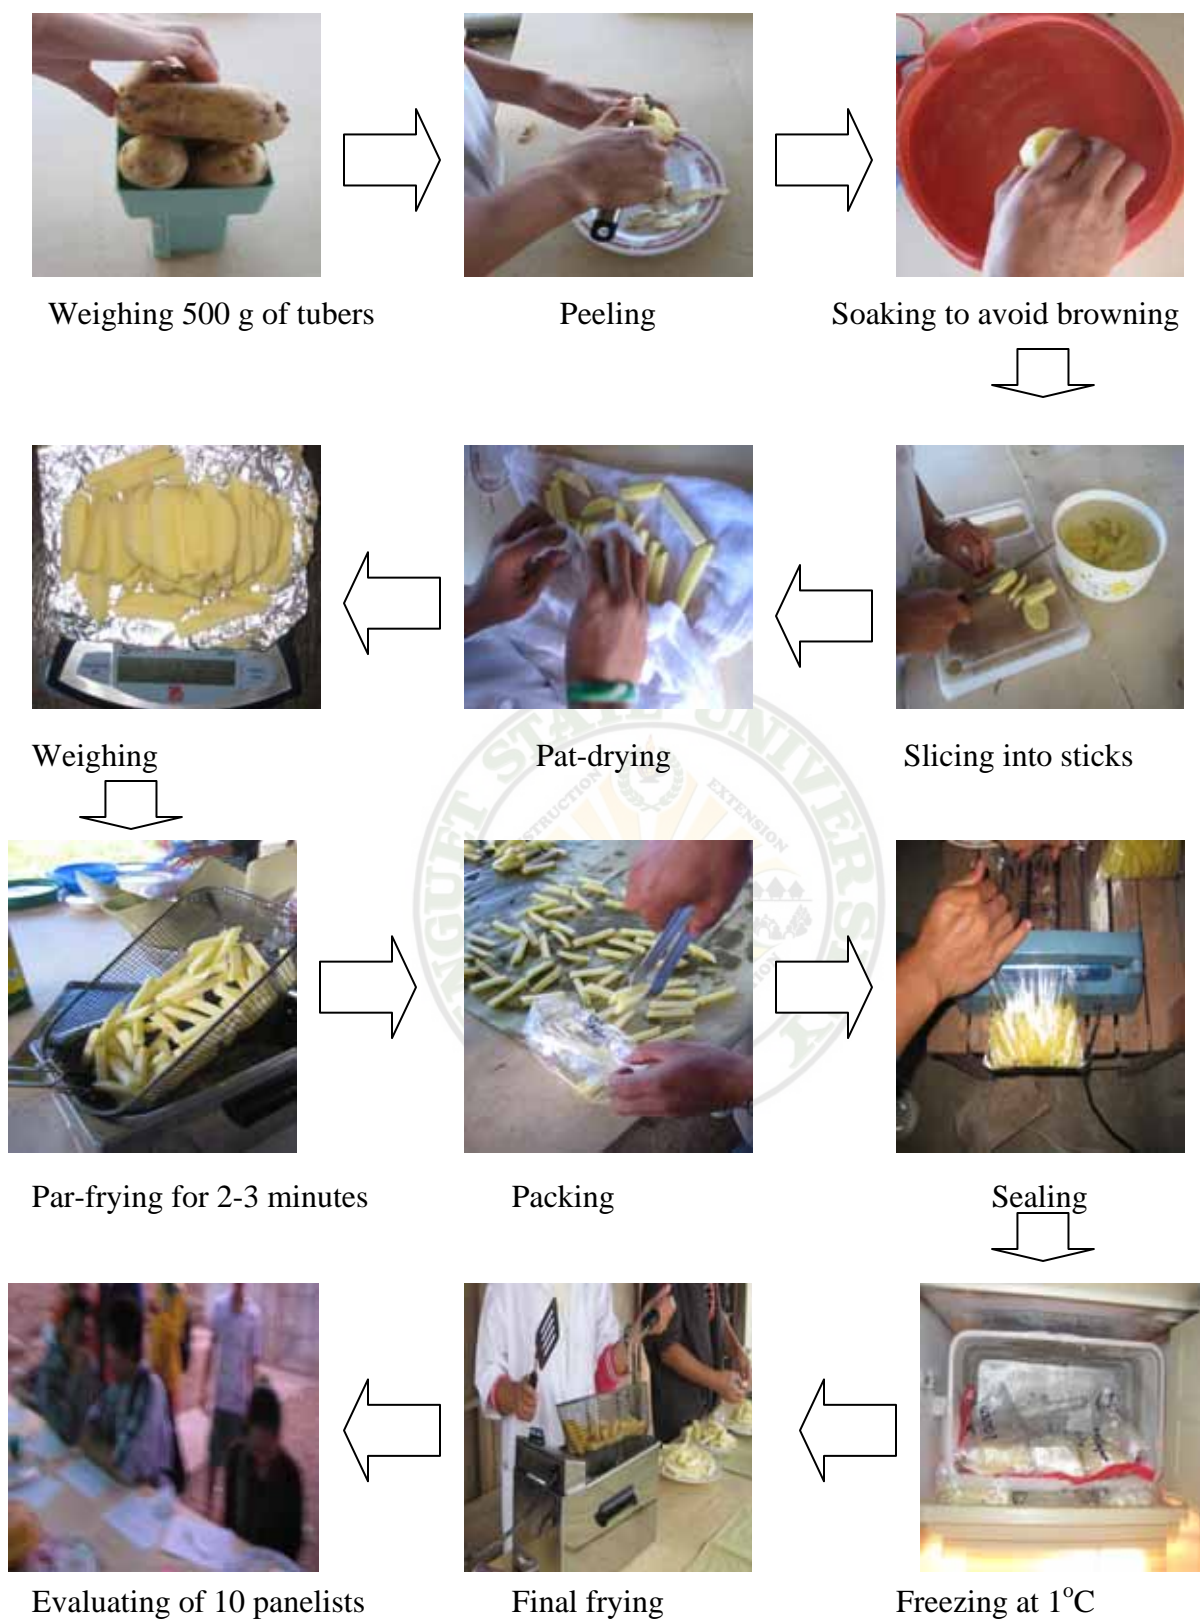 Weighing 500 g of tubers
Peeling
Soaking to avoid browning
Weighing
Pat-drying
Slicing into sticks
Par-frying for 2-3 minutes
Packing
Sealing
Evaluating of 10 panelists
Final frying
Freezing at 1°C